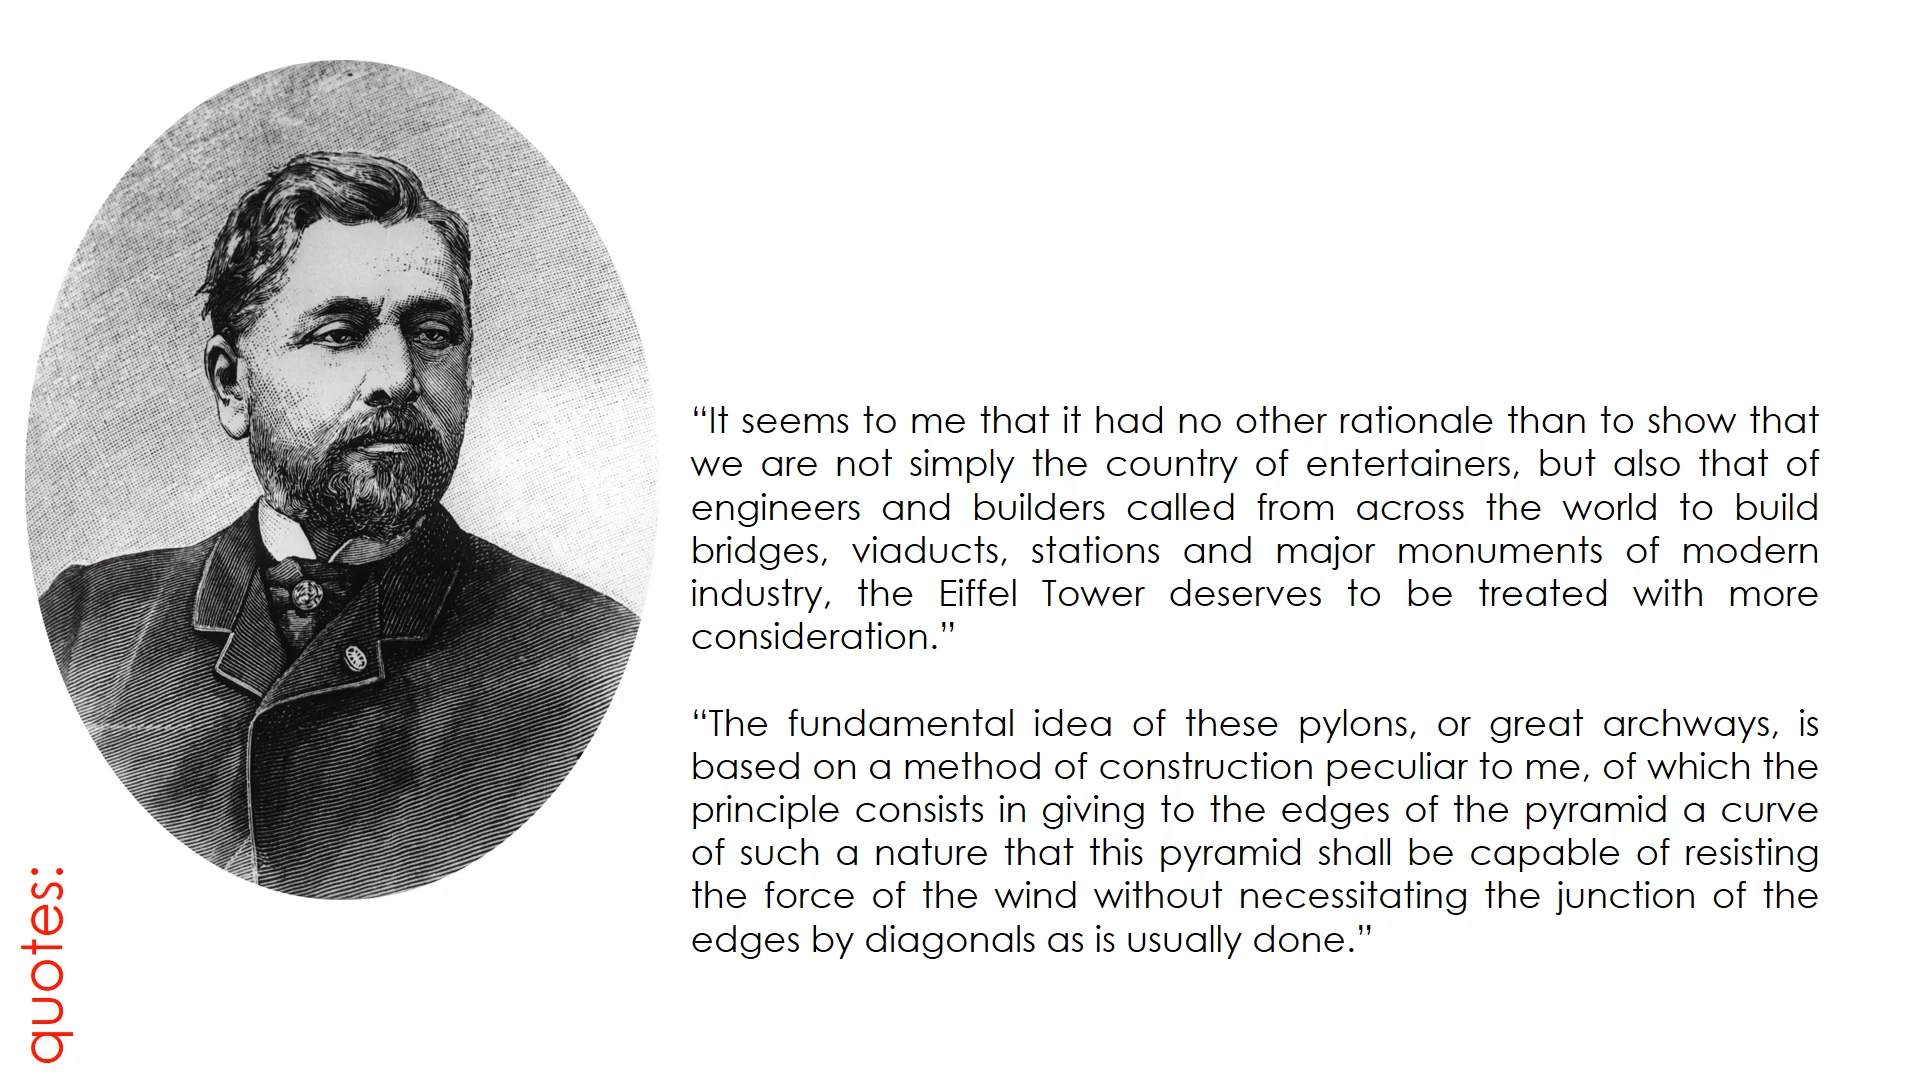 “It seems to me that it had no other rationale than to show that
we are not simply the country of entertainers, but also that of
engineers and builders called from across the world to build
bridges, viaducts, stations and major monuments of modern
industry, the Eiffel Tower deserves to be treated with more
consideration.”
“The fundamental idea of these pylons, or great archways, is
based on a method of construction peculiar to me, of which the
principle consists in giving to the edges of the pyramid a curve
of such a nature that this pyramid shall be capable of resisting
the force of the wind without necessitating the junction of the
edges by diagonals as is usually done.”
quotes: